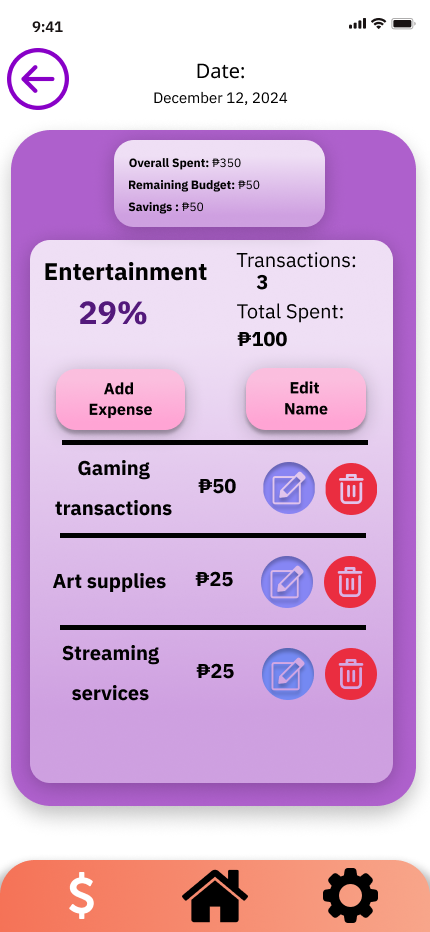 9:41
Date:
December 12, 2024
Overall Spent: ₱350
Remaining Budget: ₱50
Savings : ₱50
Entertainment
29%
Transactions:
3
Total Spent:
₱100
Add
Expense
Edit
Name
Gaming
transactions
₱50
Art supplies
₱25
Streaming
services
₱25
$